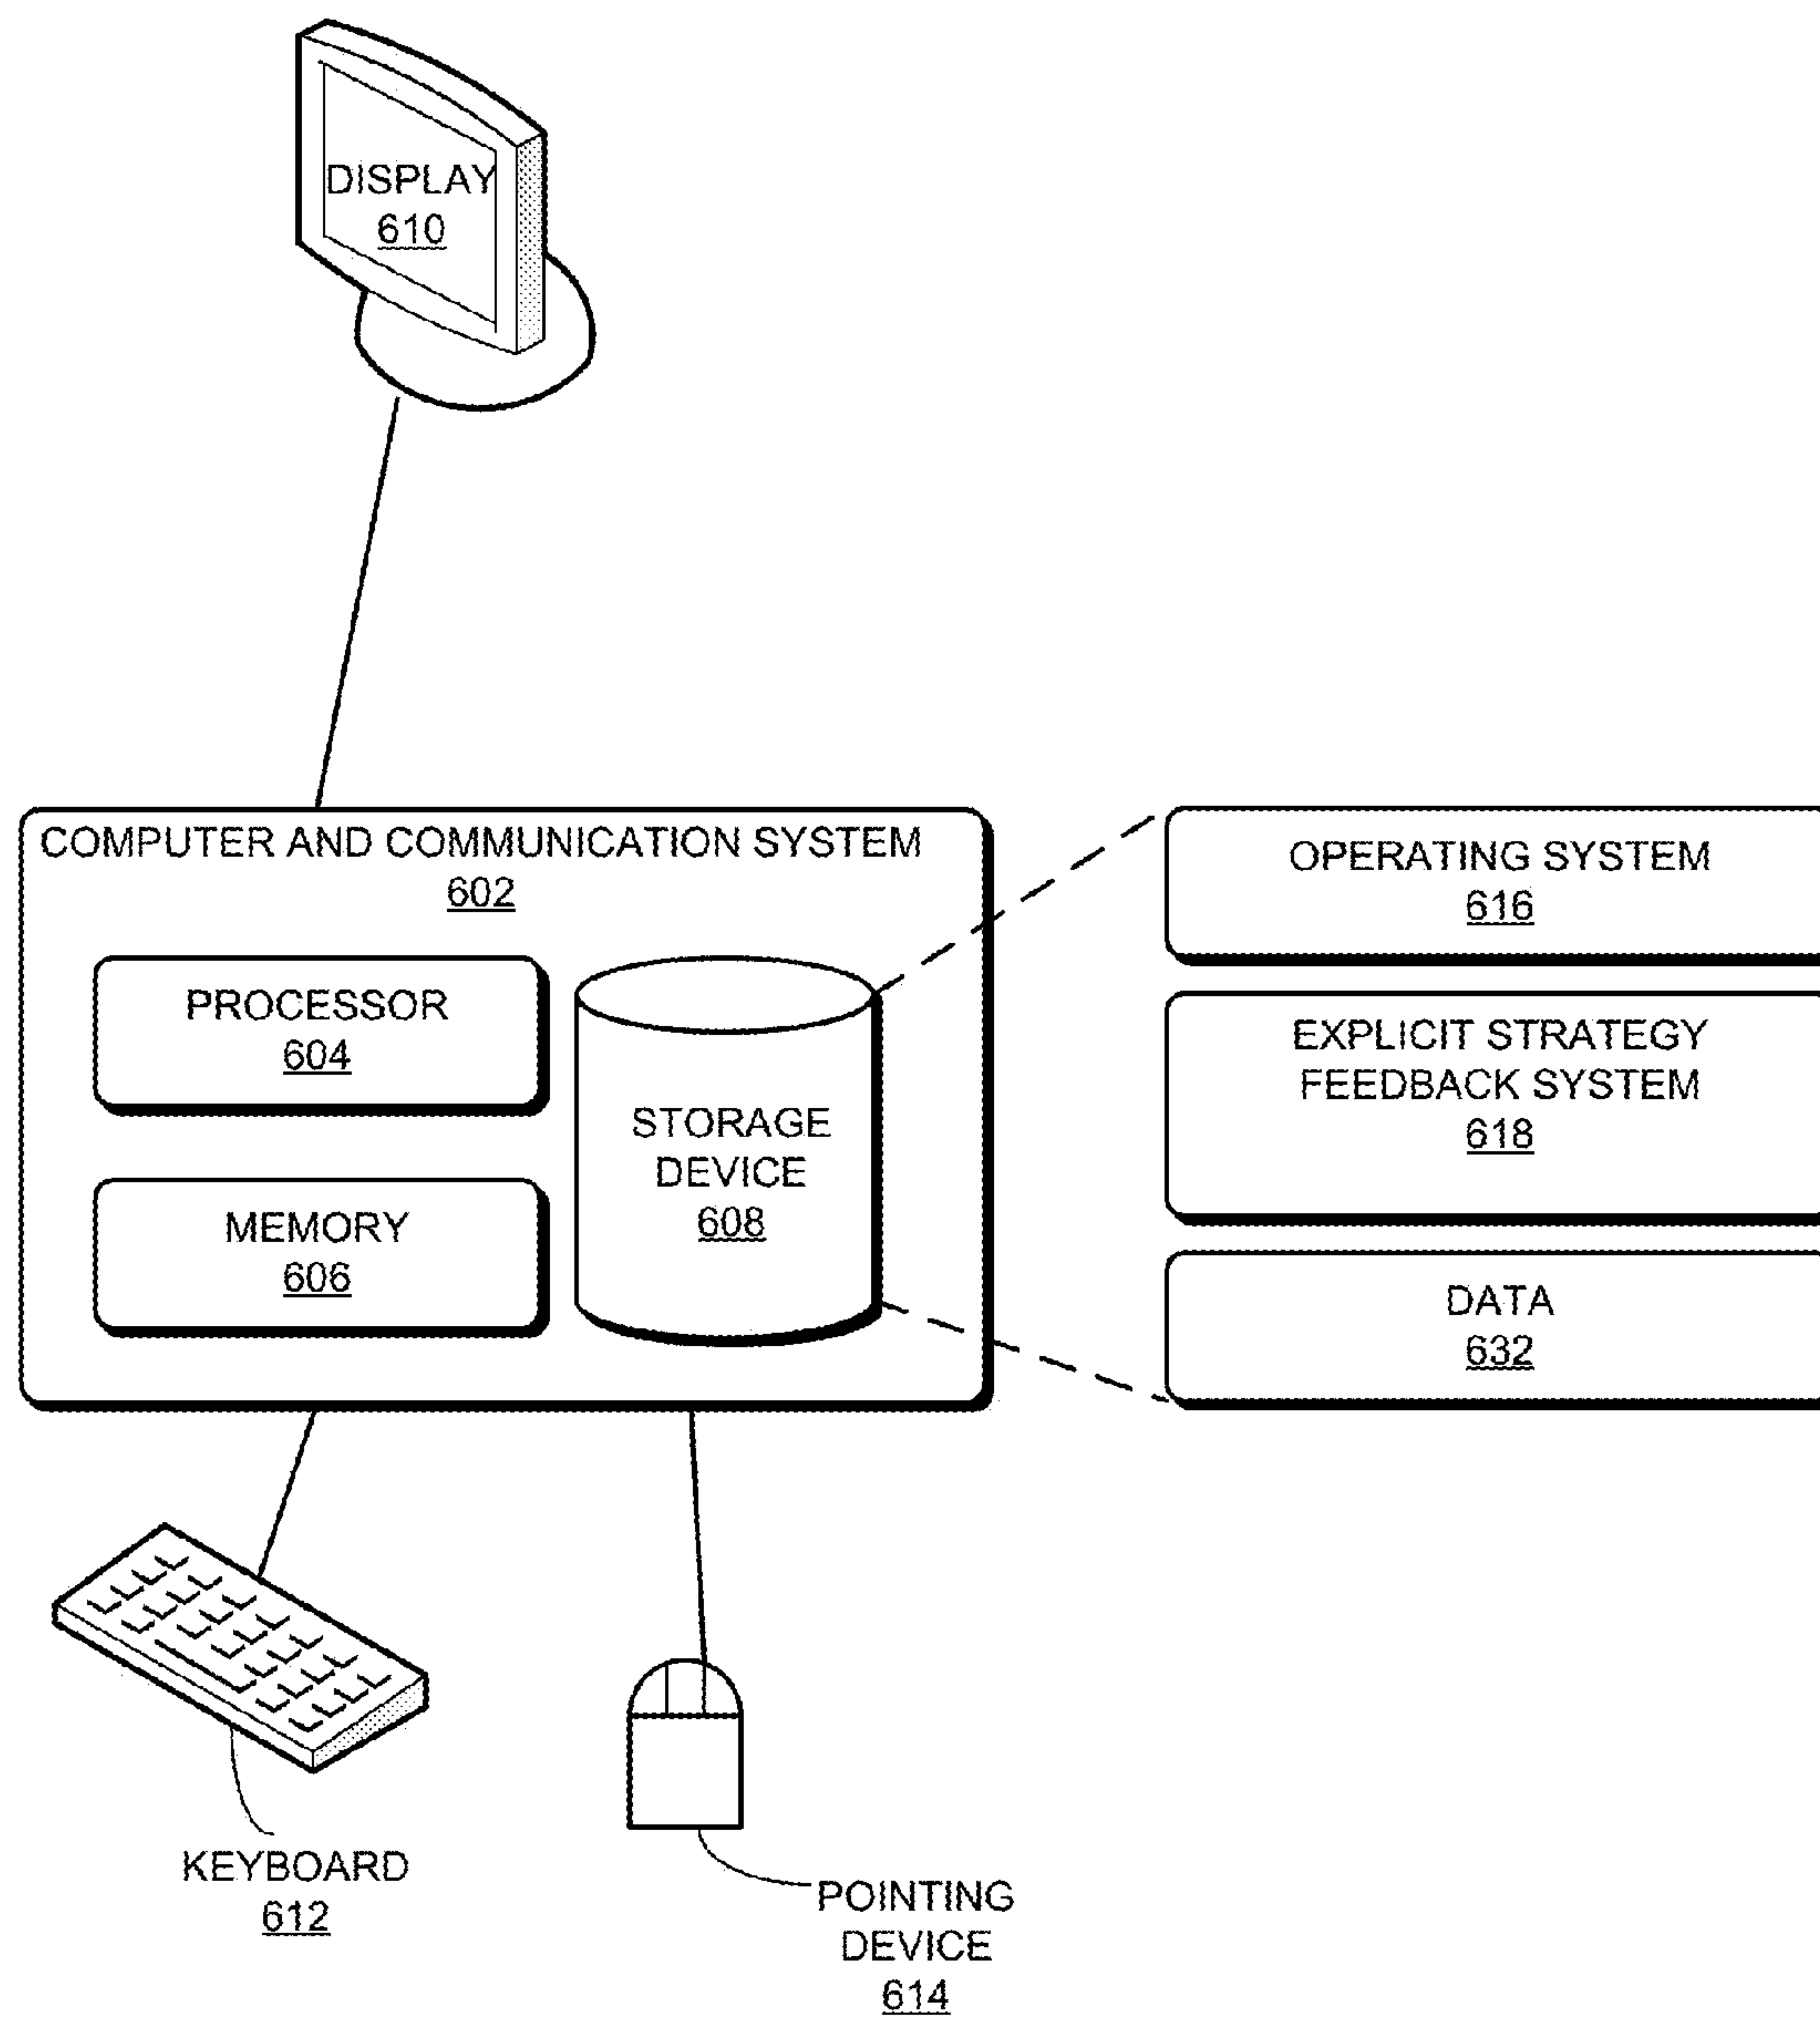 DISPLAY
610
COMPUTER AND COMMUNICATION SYSTEM
602
PROCESSOR
604
MEMORY
606
STORAGE
DEVICE
608
OPERATING SYSTEM
616
EXPLICIT STRATEGY
FEEDBACK SYSTEM
618
DATA
632
KEYBOARD
612
POINTING
DEVICE
614